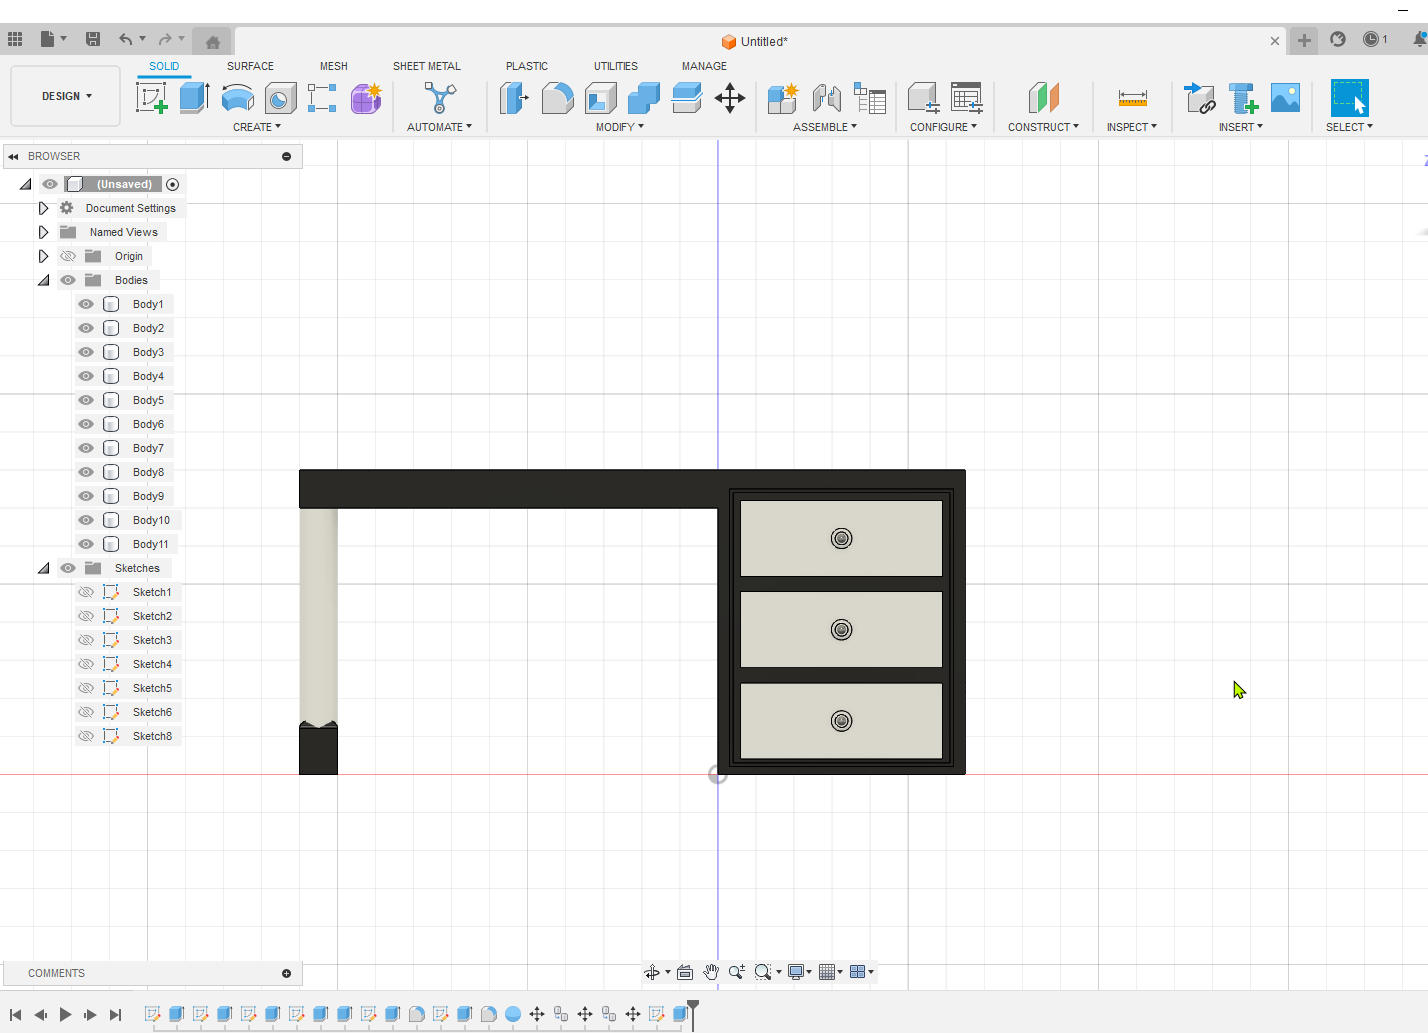 Untitled*
1
DESIGN
SOLID
SURFACE
MESH
SHEET METAL
PLASTIC
UTILITIES
MANAGE
CREATE
AUTOMATE
MODIFY
ASSEMBLE
CONFIGURE
CONSTRUCT
INSPECT
INSERT
SELECT
BROWSER
(Unsaved)
Document Settings
Named Views
Origin
Bodies
Body1
Body2
Body3
Body4
Body5
Body6
Body7
Body8
Body9
Body10
Body11
Sketches
Sketch1
Sketch2
Sketch3
Sketch4
Sketch5
Sketch6
Sketch8
COMMENTS